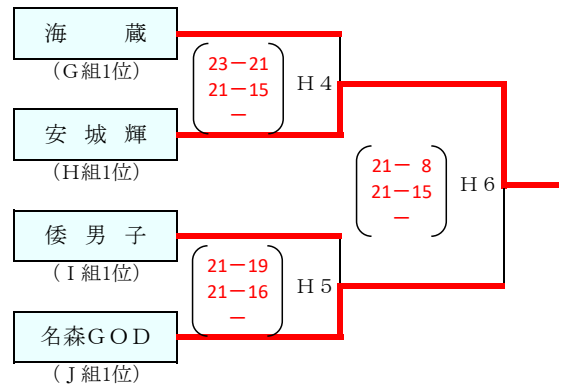 海　　蔵
（G組1位）
23－21
21－15
－
H4
安 城 輝
（H組1位）
21－ 8
21－15
－
H6
倭 男 子
（I組1位）
21－19
21－16
－
H5
名森GOD
（J組1位）